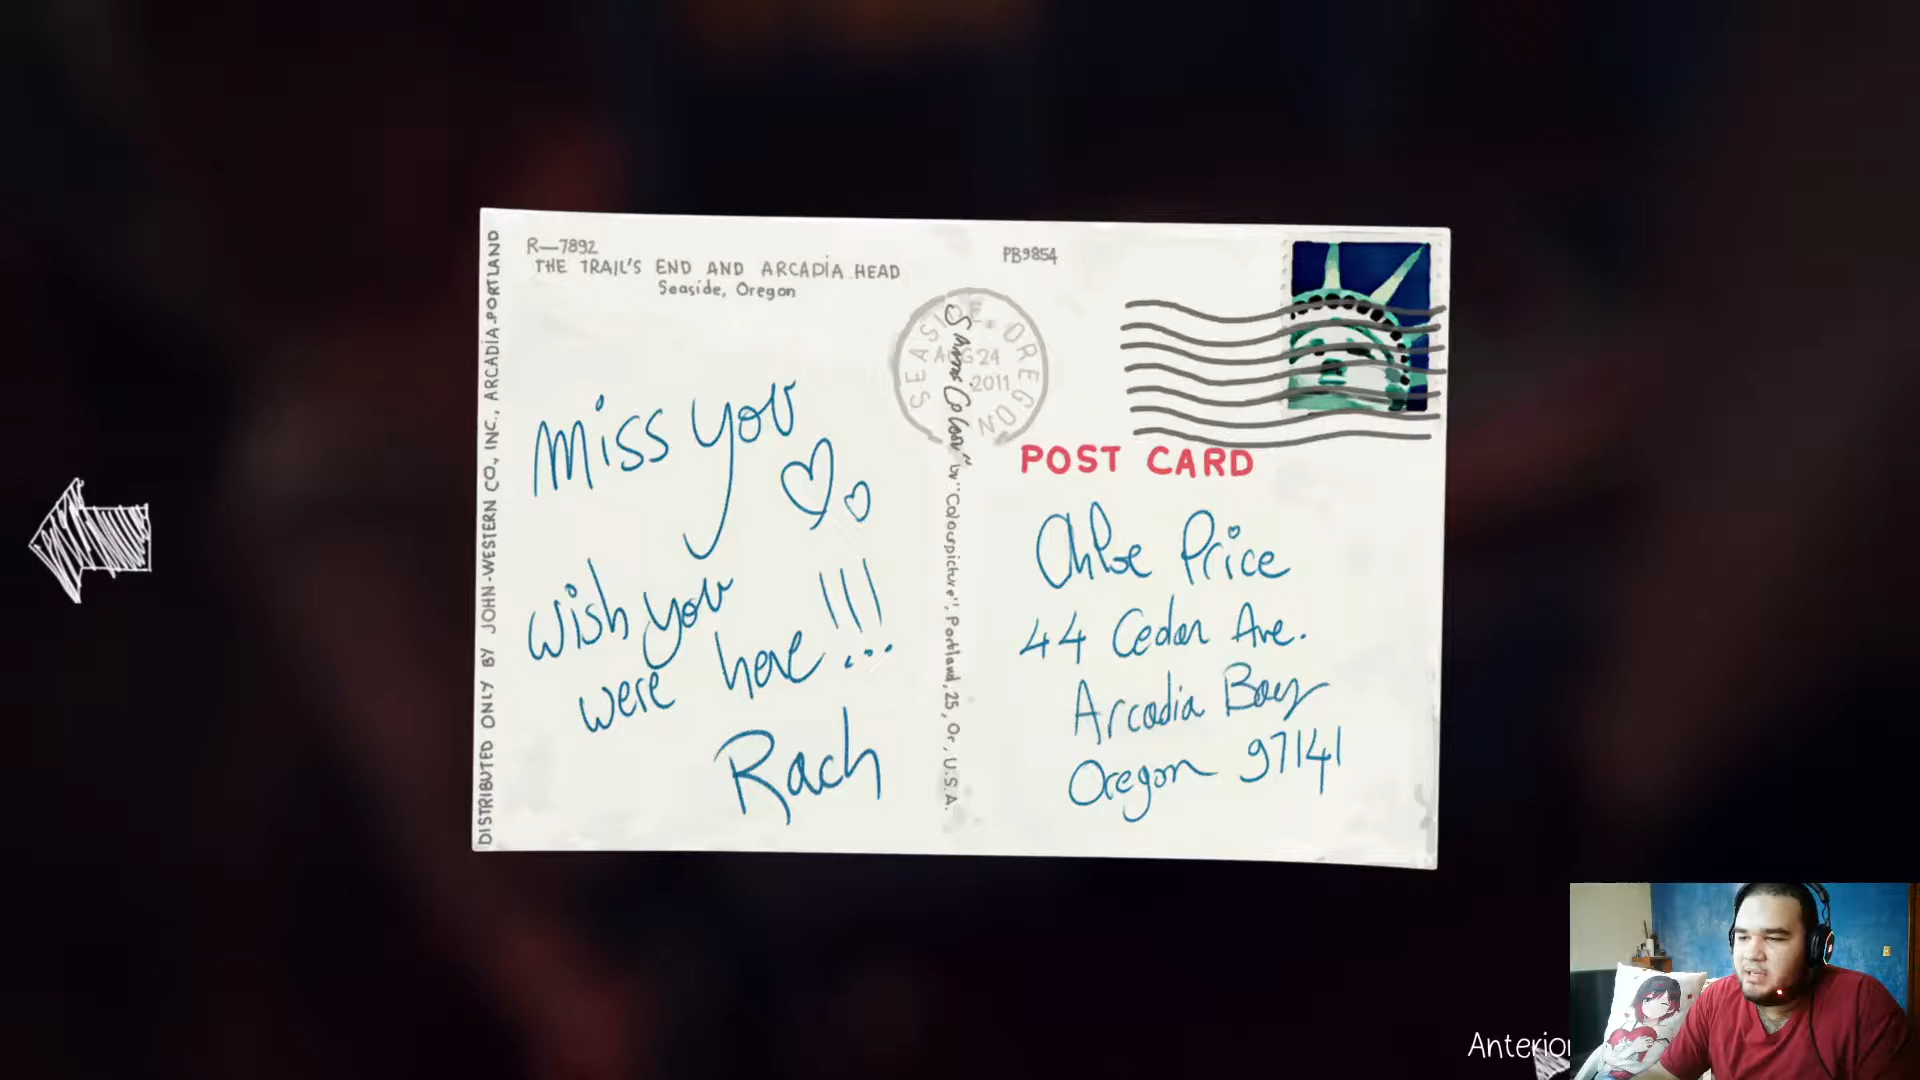 R—7892
THE TRAIL'S END AND ARCADIA HEAD
Seaside, Oregon
PB9854
DISTRIBUTED ONLY BY JOHN-WESTERN CO., INC., ARCADIA-PORTLAND
SEASIDE, OREGON
AUG 24
2011
by "Colourpicture", Portland, 25, Or, U.S.A.
POST CARD
Miss you
Wish you
were here!!!
Rach
Chloe Price
44 Cedar Ave.
Arcadia Bay
Oregon 97141